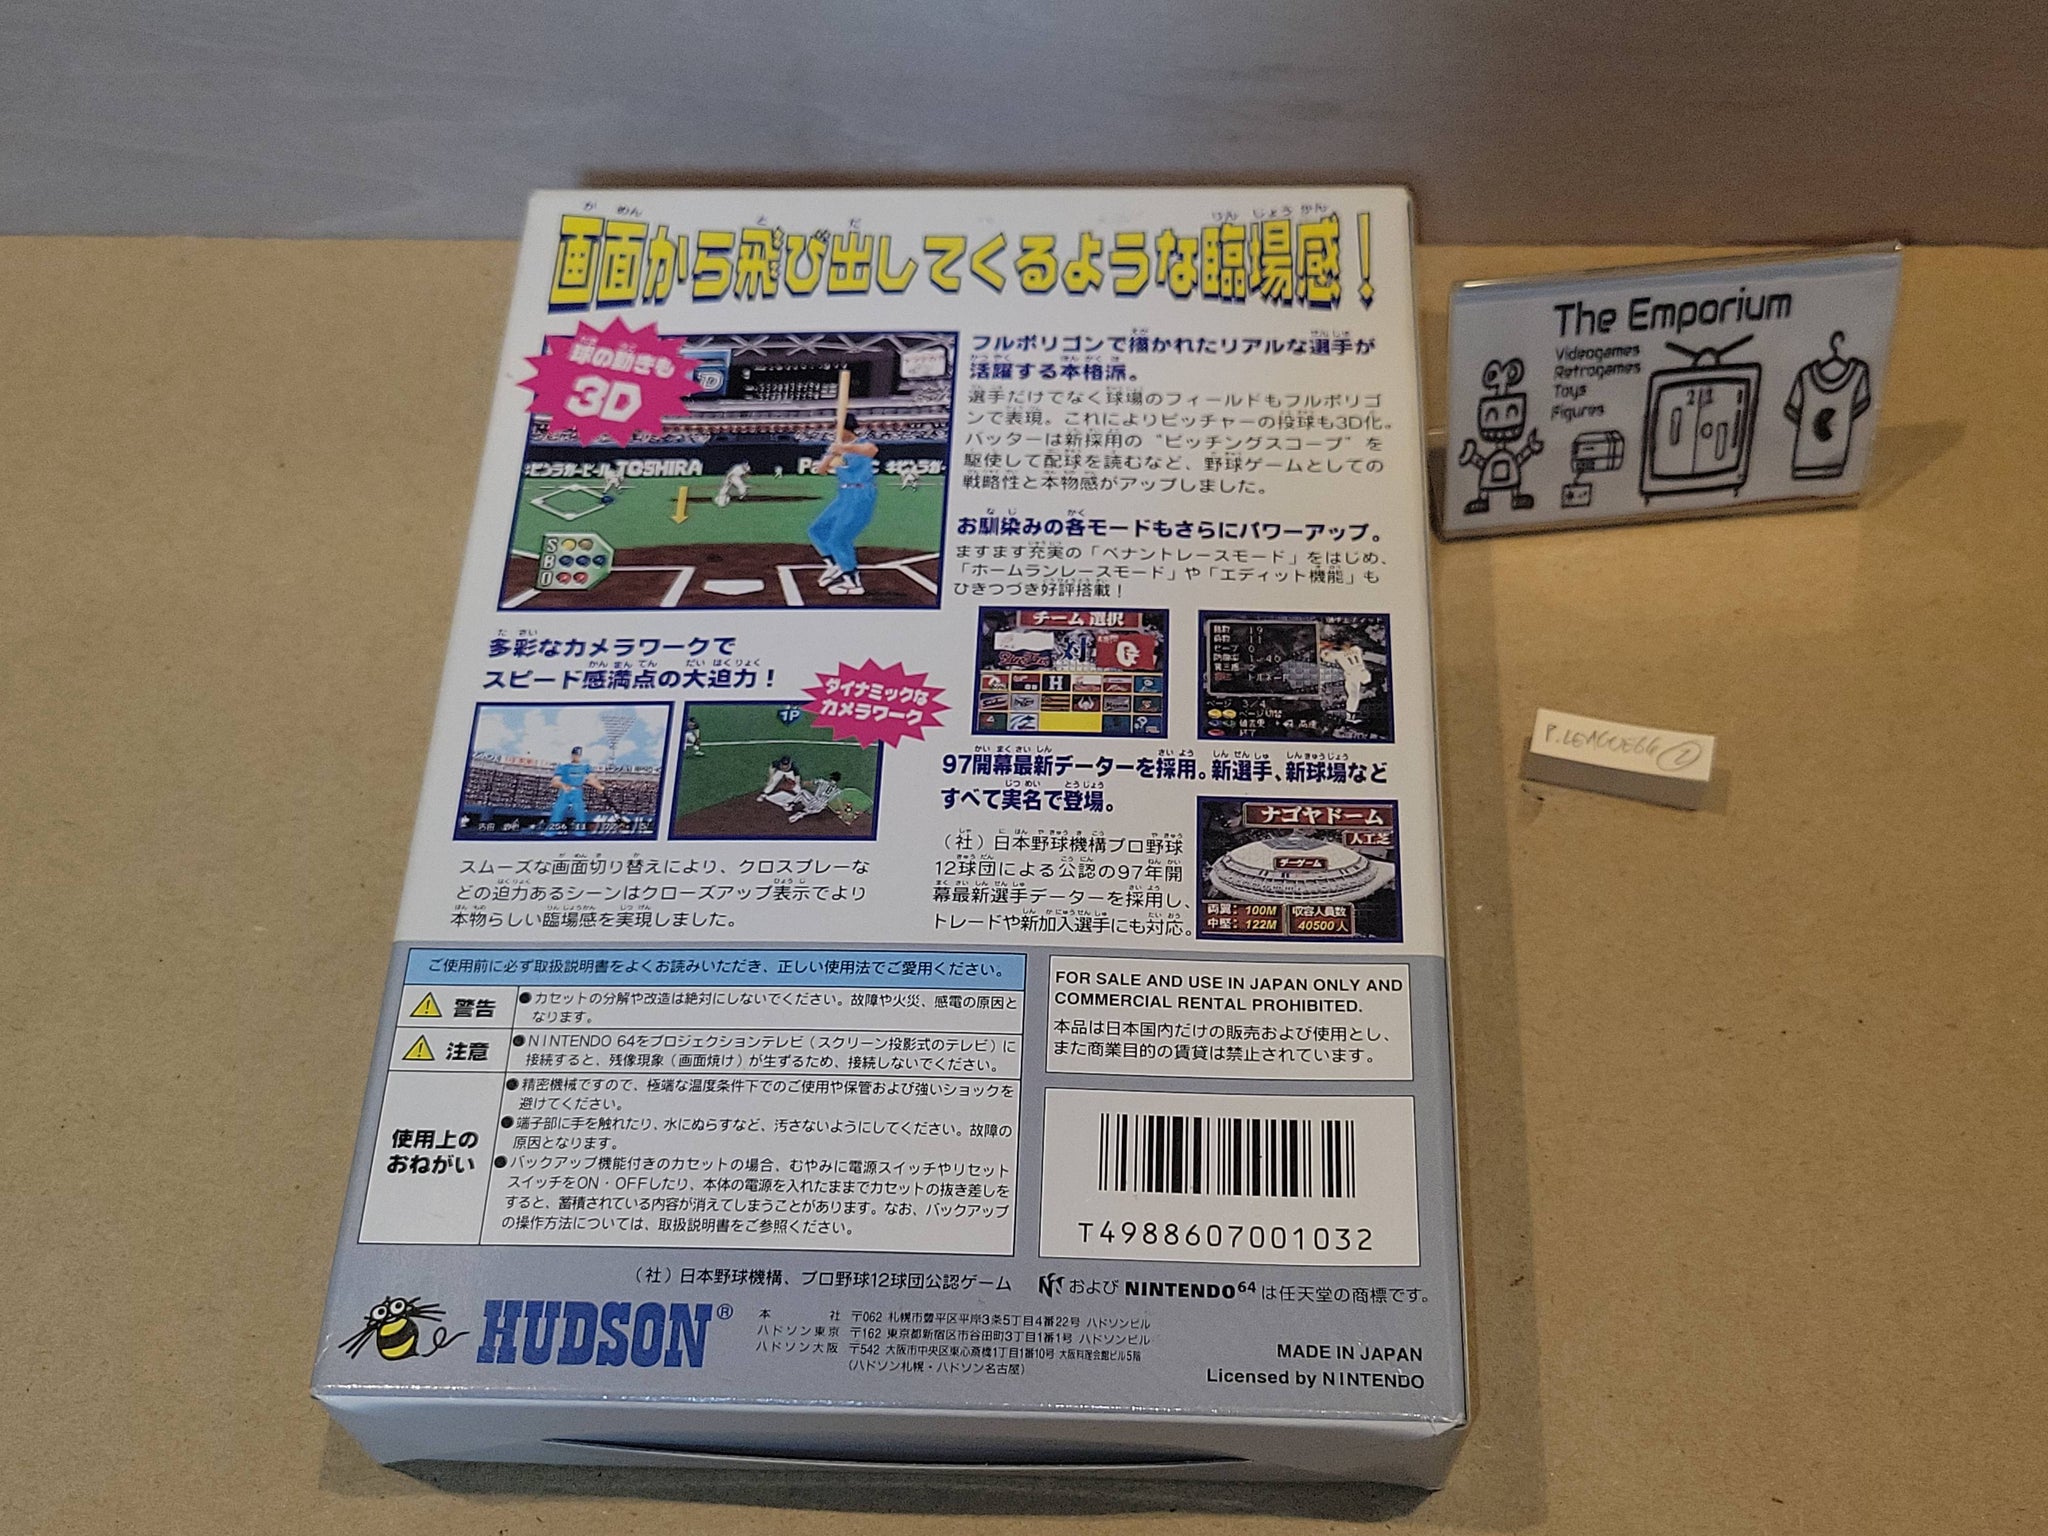 画面から飛び出してくるような臨場感！
球の動きも
3D
フルポリゴンで描かれたリアルな選手が
活躍する本格派。
選手だけでなく球場のフィールドもフルポリゴ
ンで表現。これによりピッチャーの投球も3D化。
バッターは新採用の“ピッチングスコープ”を
駆使して配球を読むなど、野球ゲームとしての
戦略性と本物感がアップしました。
TOSHIBA
S
B
O
お馴染みの各モードもさらにパワーアップ。
ますます充実の「ペナントレースモード」をはじめ、
「ホームランレースモード」や「エディット機能」も
ひきつづき好評搭載！
チーム選択
対
多彩なカメラワークで
スピード感満点の大迫力！
ダイナミックな
カメラワーク
1P
97開幕最新データーを採用。新選手、新球場など
すべて実名で登場。
（社）日本野球機構プロ野球
12球団による公認の97年開
幕最新選手データーを採用し、
トレードや新加入選手にも対応。
ナゴヤドーム
人工芝
デーゲーム
両翼：100M
中堅：122M
収容人員数
40500人
スムーズな画面切り替えにより、クロスプレーな
どの迫力あるシーンはクローズアップ表示でより
本物らしい臨場感を実現しました。
ご使用前に必ず取扱説明書をよくお読みいただき、正しい使用法でご愛用ください。
警告
●カセットの分解や改造は絶対にしないでください。故障や火災、感電の原因と
なります。
注意
●NINTENDO 64をプロジェクションテレビ（スクリーン投影式のテレビ）に
接続すると、残像現象（画面焼け）が生ずるため、接続しないでください。
使用上の
おねがい
●精密機械ですので、極端な温度条件下でのご使用や保管および強いショックを
避けてください。
●端子部に手を触れたり、水にぬらすなど、汚さないようにしてください。故障の
原因となります。
●バックアップ機能付きのカセットの場合、むやみに電源スイッチやリセット
スイッチをON・OFFしたり、本体の電源を入れたままでカセットの抜き差しを
すると、蓄積されている内容が消えてしまうことがあります。なお、バックアップ
の操作方法については、取扱説明書をご参照ください。
FOR SALE AND USE IN JAPAN ONLY AND
COMMERCIAL RENTAL PROHIBITED.
本品は日本国内だけの販売および使用とし、
また商業目的の賃貸は禁止されています。
T4988607001032
（社）日本野球機構、プロ野球12球団公認ゲーム
および NINTENDO64 は任天堂の商標です。
HUDSON®
本 社 〒062 札幌市豊平区平岸3条5丁目4番22号 ハドソンビル
ハドソン東京 〒162 東京都新宿区市谷田町3丁目1番1号 ハドソンビル
ハドソン大阪 〒542 大阪市中央区東心斎橋1丁目1番10号 大阪料理会館ビル5階
（ハドソン札幌・ハドソン名古屋）
MADE IN JAPAN
Licensed by NINTENDO
The Emporium
Videogames
Retrogames
Toys
Figures
P.LEAGUE64 ①